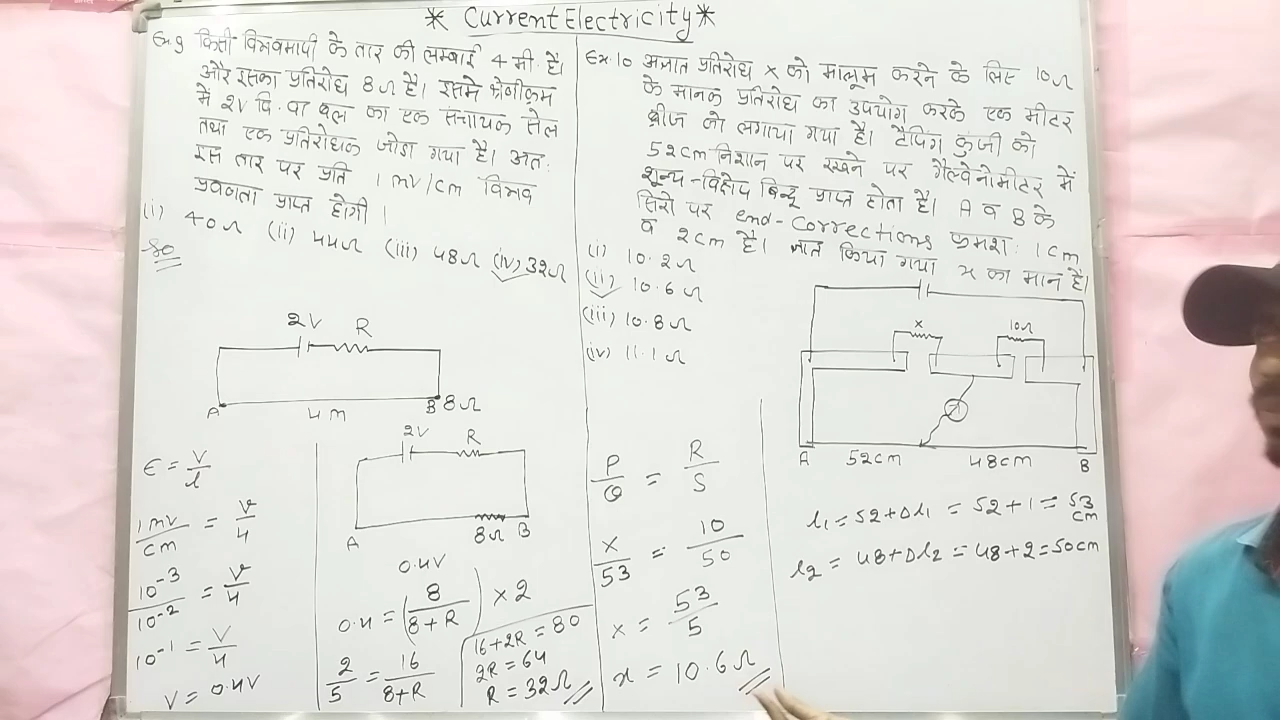 * Current Electricity *
Ex.9 किसी विभवमापी के तार की लम्बाई 4 मी. है।
और इसका प्रतिरोध 8Ω है। इसमे श्रेणीक्रम
में 2V वि. वा. बल का एक संचायक सेल
तथा एक प्रतिरोधक जोडा गया है। अत:
इस तार पर प्रति 1 mV/cm विभव
प्रवणता प्राप्त होगी।
(i) 40Ω (ii) 44Ω (iii) 48Ω (iv) 32Ω
2V R
A 4 m B 8Ω
ϵ = V/l
1mV/cm = V/4
10^-3/10^-2 = V/4
10^-1 = V/4
V = 0.4V
2V R
A 8Ω B
0.4V
0.4 = (8/8+R) × 2
2/5 = 16/8+R
16+2R = 80
2R = 64
R = 32Ω
Ex.10 अज्ञात प्रतिरोध x को मालूम करने के लिए 10Ω
के मानक प्रतिरोध का उपयोग करके एक मीटर
ब्रीज को लगाया गया है। टैपिंग कुंजी को
52cm निशान पर रखने पर गैल्वेनोमीटर में
शून्य-विक्षेप बिन्दू प्राप्त होता है। A व B के
सिरो पर end-corrections क्रमश: 1cm
व 2cm है। ज्ञात किया गया x का मान है।
(i) 10.2Ω
(ii) 10.6Ω
(iii) 10.8Ω
(iv) 11.1Ω
x 10Ω
A 52cm 48cm B
P/Q = R/S
x/53 = 10/50
x = 53/5
x = 10.6Ω
l1 = 52+Δl1 = 52+1 = 53 cm
l2 = 48+Δl2 = 48+2 = 50cm